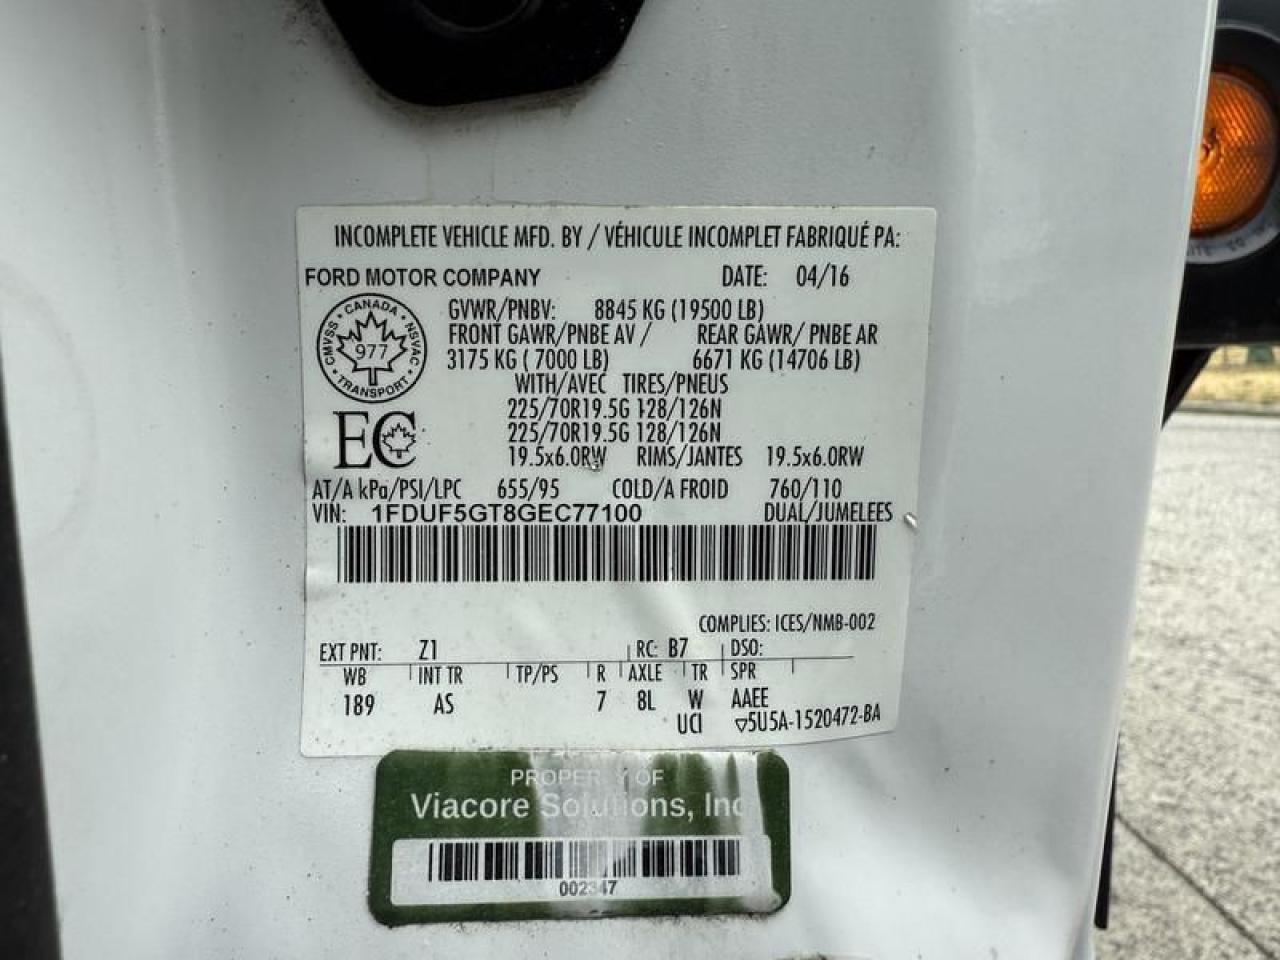 INCOMPLETE VEHICLE MFD. BY / VÉHICULE INCOMPLET FABRIQUÉ PA:
FORD MOTOR COMPANY DATE: 04/16
GVWR/PNBV: 8845 KG (19500 LB)
FRONT GAWR/PNBE AV / REAR GAWR/ PNBE AR
3175 KG ( 7000 LB) 6671 KG (14706 LB)
WITH/AVEC TIRES/PNEUS
225/70R19.5G 128/126N
225/70R19.5G 128/126N
19.5x6.0RW RIMS/JANTES 19.5x6.0RW
CANADA
CMVSS NSVAC
977
TRANSPORT
EC
AT/A kPa/PSI/LPC 655/95 COLD/A FROID 760/110
VIN: 1FDUF5GT8GEC77100 DUAL/JUMELEES
COMPLIES: ICES/NMB-002
EXT PNT: Z1 RC: B7 DSO:
WB INT TR TP/PS R AXLE TR SPR
189 AS 7 8L W AAEE
UCI ▽5U5A-1520472-BA
PROPERTY OF
Viacore Solutions, Inc
002347